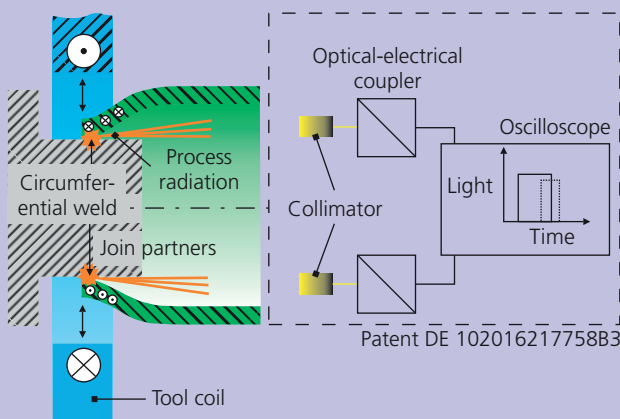 Optical-electrical
coupler
Oscilloscope
Process
radiation
Light
Circumfer-
ential weld
Collimator
Time
Join partners
Patent DE 102016217758B3
Tool coil